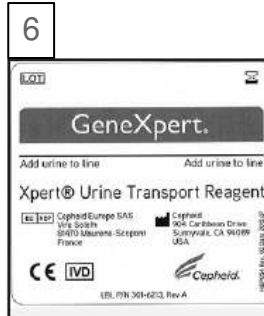 6
LOT
GeneXpert.
Add urine to line Add urine to line
Xpert® Urine Transport Reagent
EC REP Cepheid Europe SAS
Vira Solelh
81470 Maurens-Scopont
France
Cepheid
904 Caribbean Drive
Sunnyvale, CA 94089
USA
CE IVD
Cepheid.
LBL P/N 301-6213, Rev A